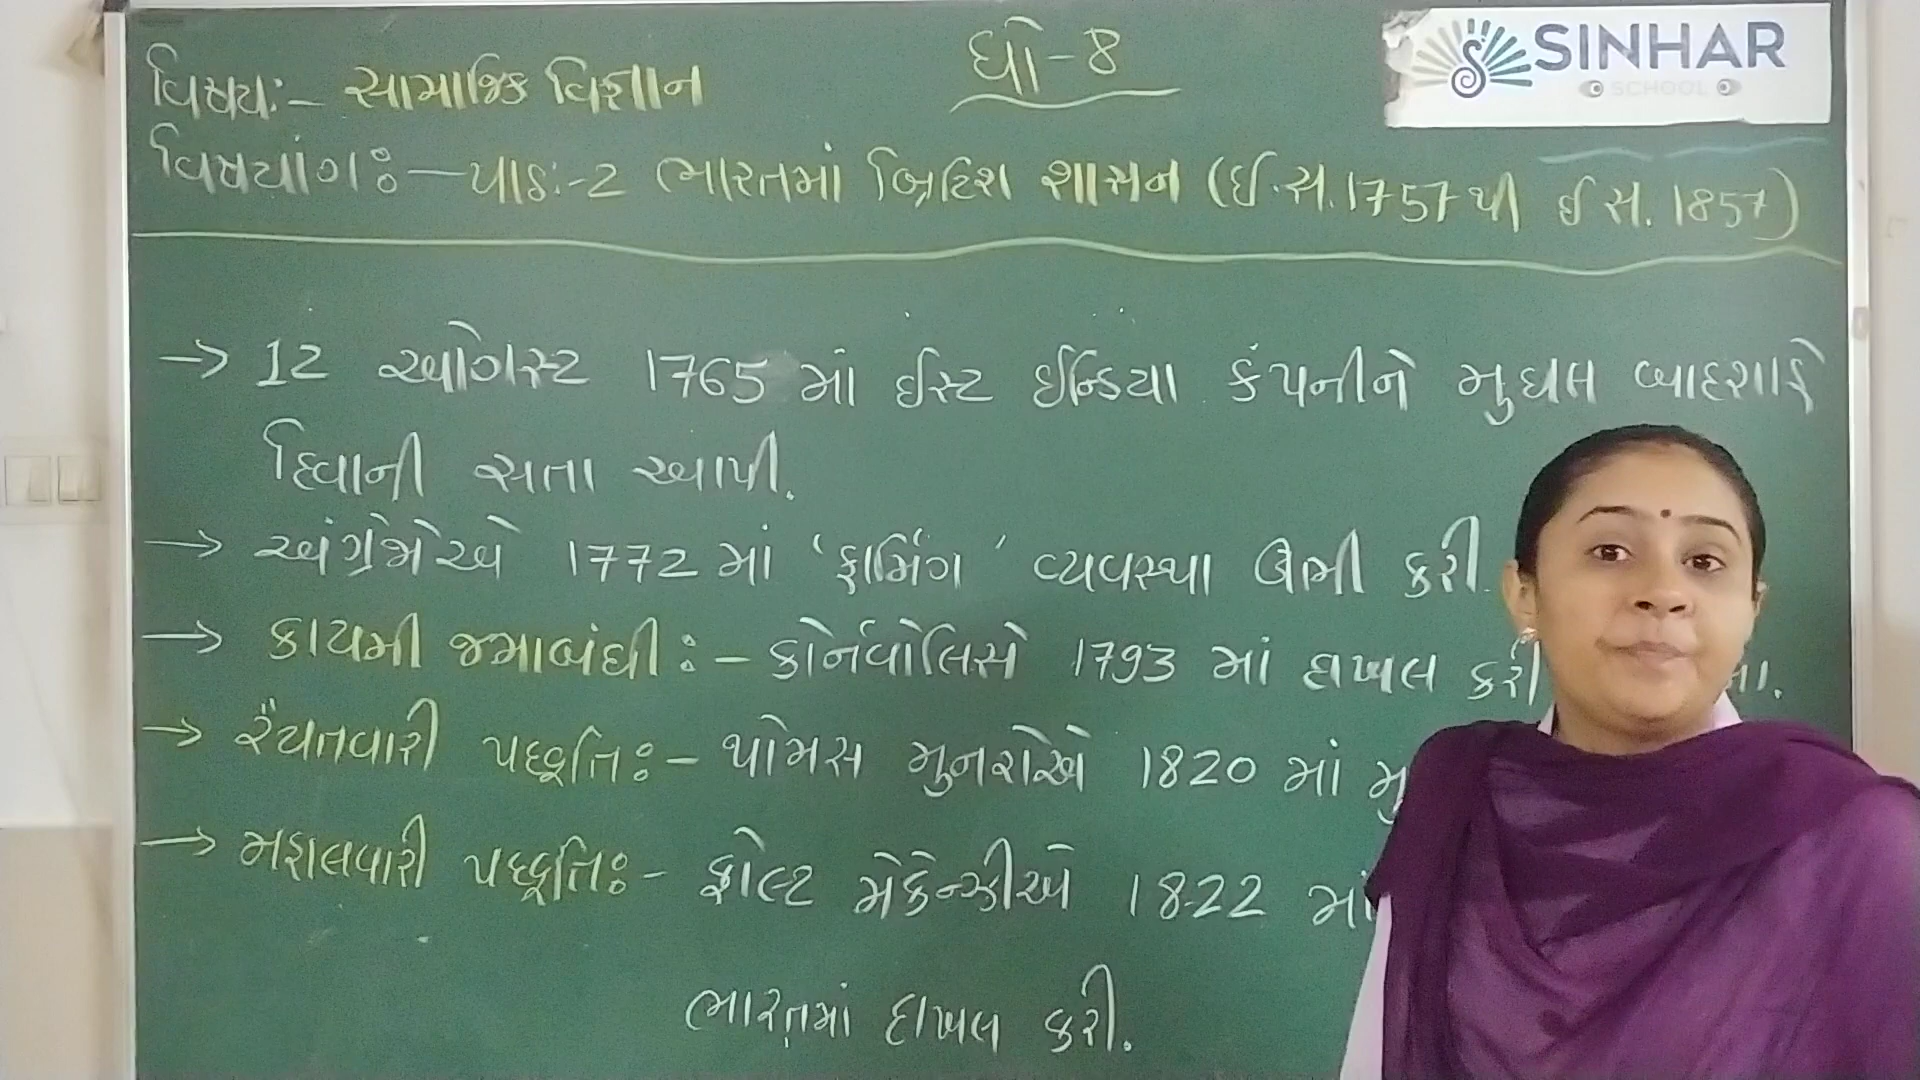 ધો-8
SINHAR
SCHOOL
વિષય:- સામાજિક વિજ્ઞાન
વિષયાંગ:- પાઠ:-2 ભારતમાં બ્રિટિશ શાસન (ઈ.સ.1757થી ઈ સ. 1857)
→ 12 ઓગસ્ટ 1765 માં ઈસ્ટ ઈન્ડિયા કંપનીને મુઘલ બાદશાહે
દિવાની સતા આપી.
→ અંગ્રેજોએ 1772 માં 'ફાર્મિંગ' વ્યવસ્થા ઊભી કરી.
→ કાયમી જમાબંધી:- કોર્નવોલિસે 1793 માં દાખલ કરી
→ રૈયતવારી પદ્ધતિ:- થોમસ મુનરોએ 1820 માં
→ મહાલવારી પદ્ધતિ:- હોલ્ટ મેકેન્ઝીએ 1822 માં
ભારતમાં દાખલ કરી.